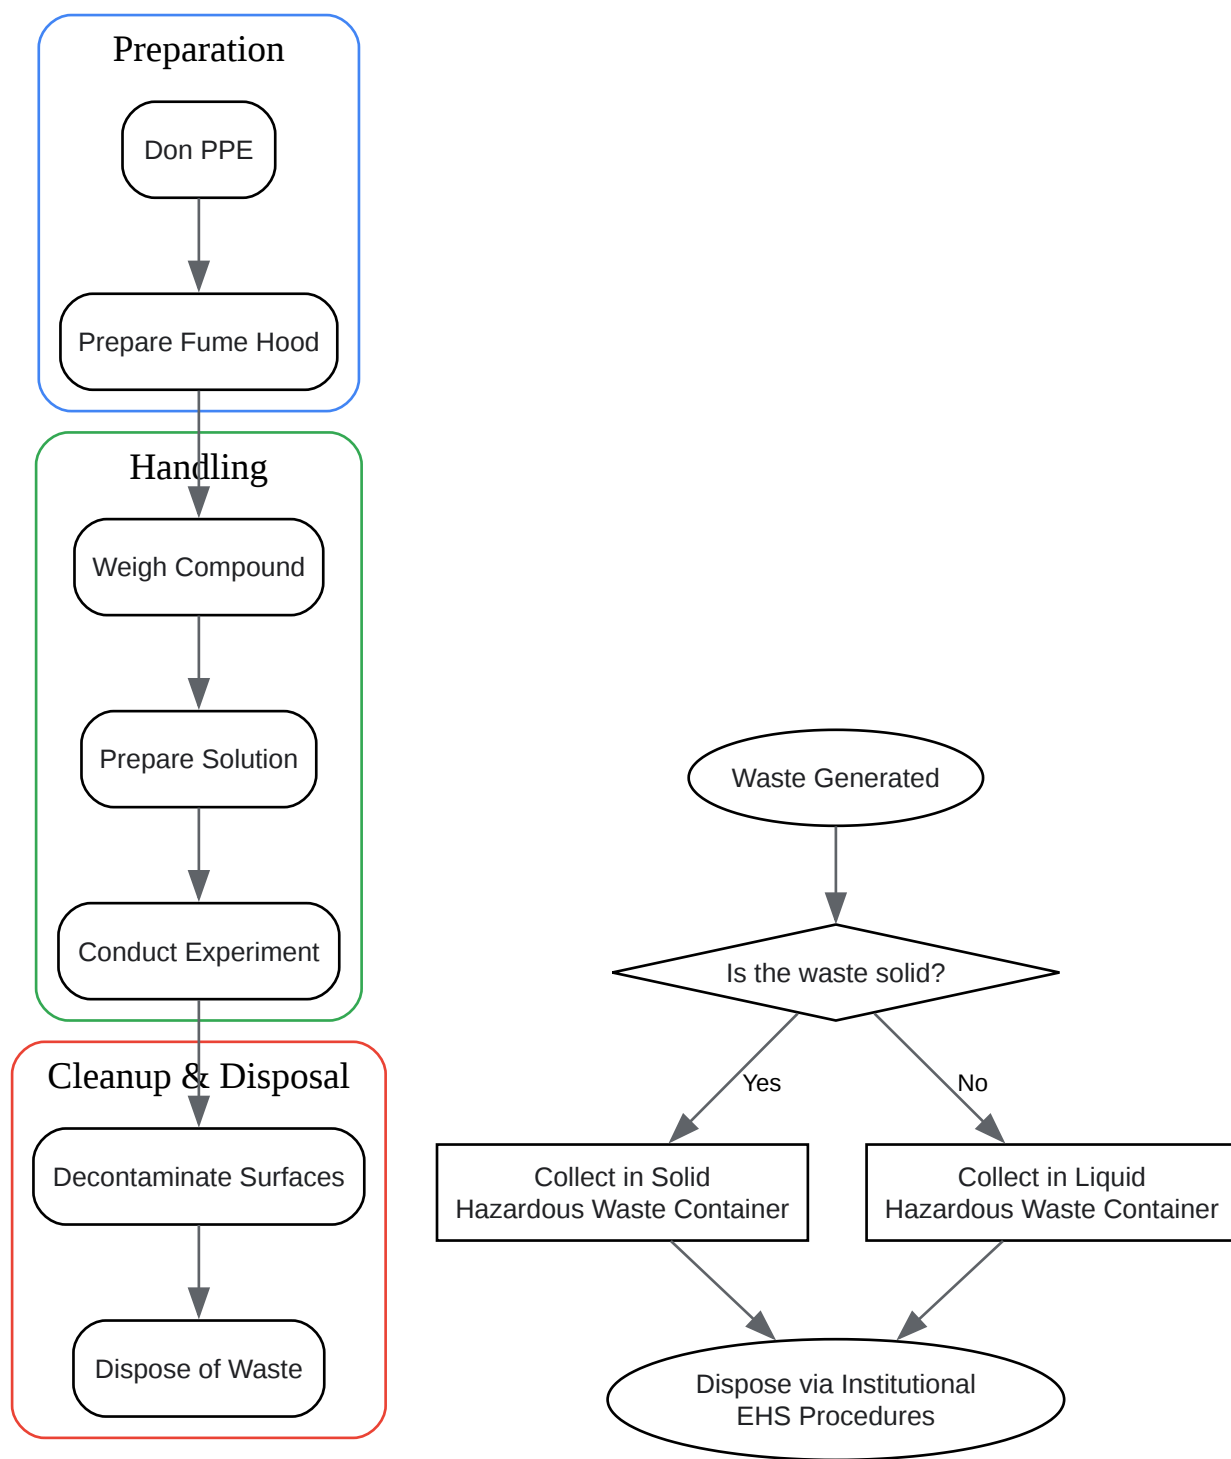 Preparation
Don PPE
Prepare Fume Hood
Handling
Weigh Compound
Prepare Solution
Conduct Experiment
Cleanup & Disposal
Decontaminate Surfaces
Dispose of Waste
Waste Generated
Is the waste solid?
Yes
No
Collect in Solid
Hazardous Waste Container
Collect in Liquid
Hazardous Waste Container
Dispose via Institutional
EHS Procedures